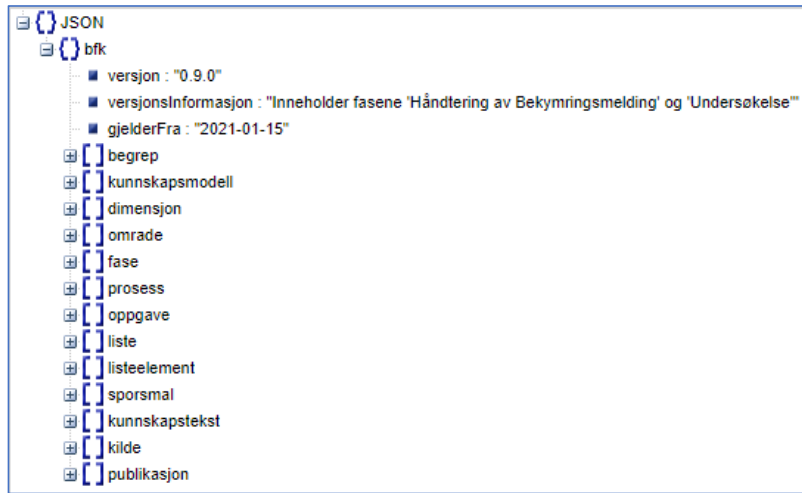 JSON
bfk
versjon : "0.9.0"
versjonsInformasjon : "Inneholder fasene 'Håndtering av Bekymringsmelding' og 'Undersøkelse'"
gjelderFra : "2021-01-15"
begrep
kunnskapsmodell
dimensjon
omrade
fase
prosess
oppgave
liste
listeelement
sporsmal
kunnskapstekst
kilde
publikasjon